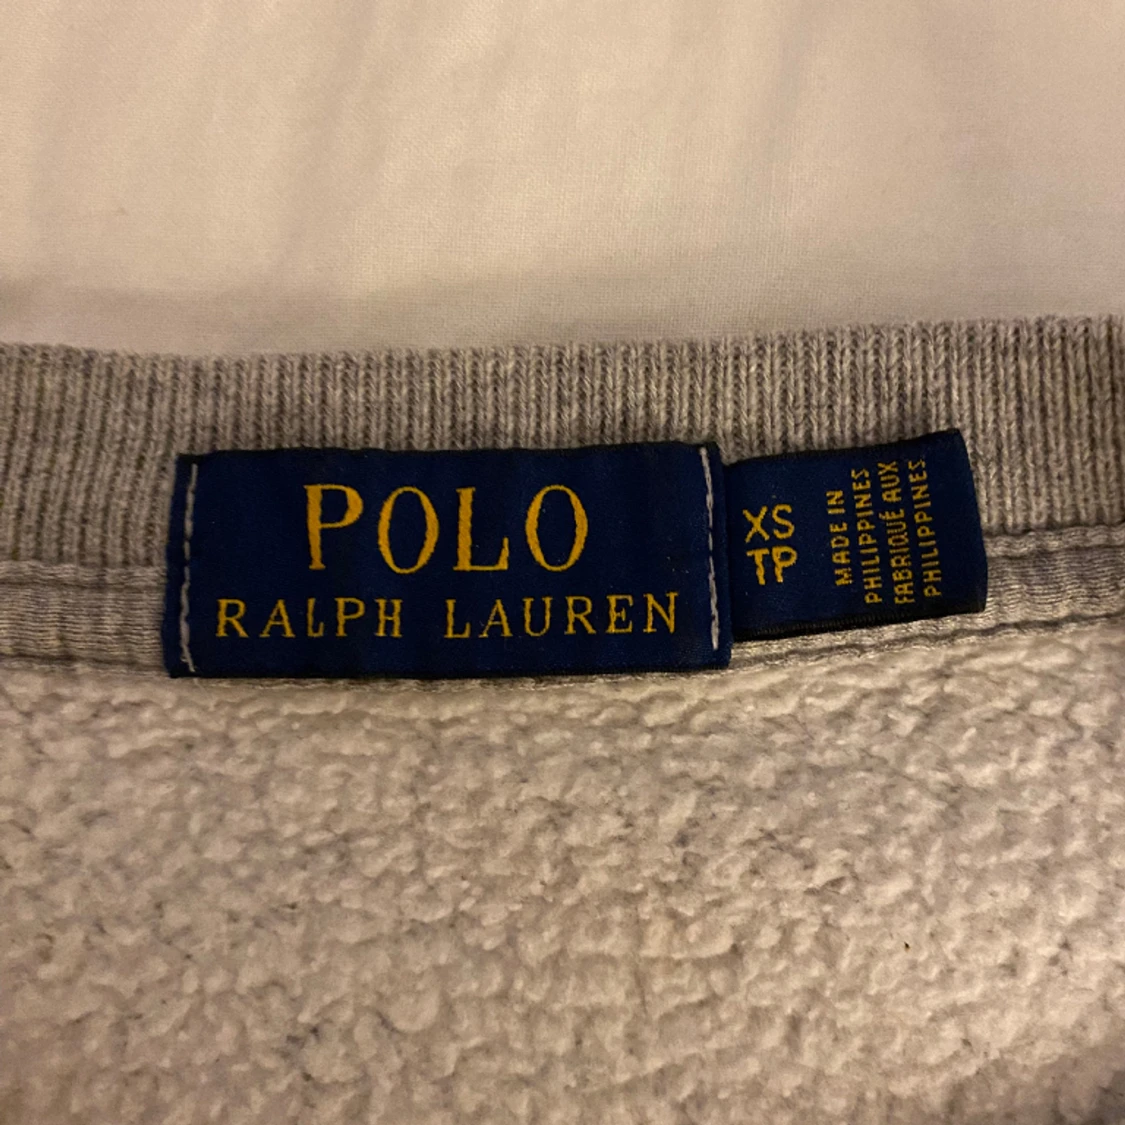 POLO
RALPH LAUREN
XS
TP
MADE IN
PHILIPPINES
FABRIQUÉ AUX
PHILIPPINES